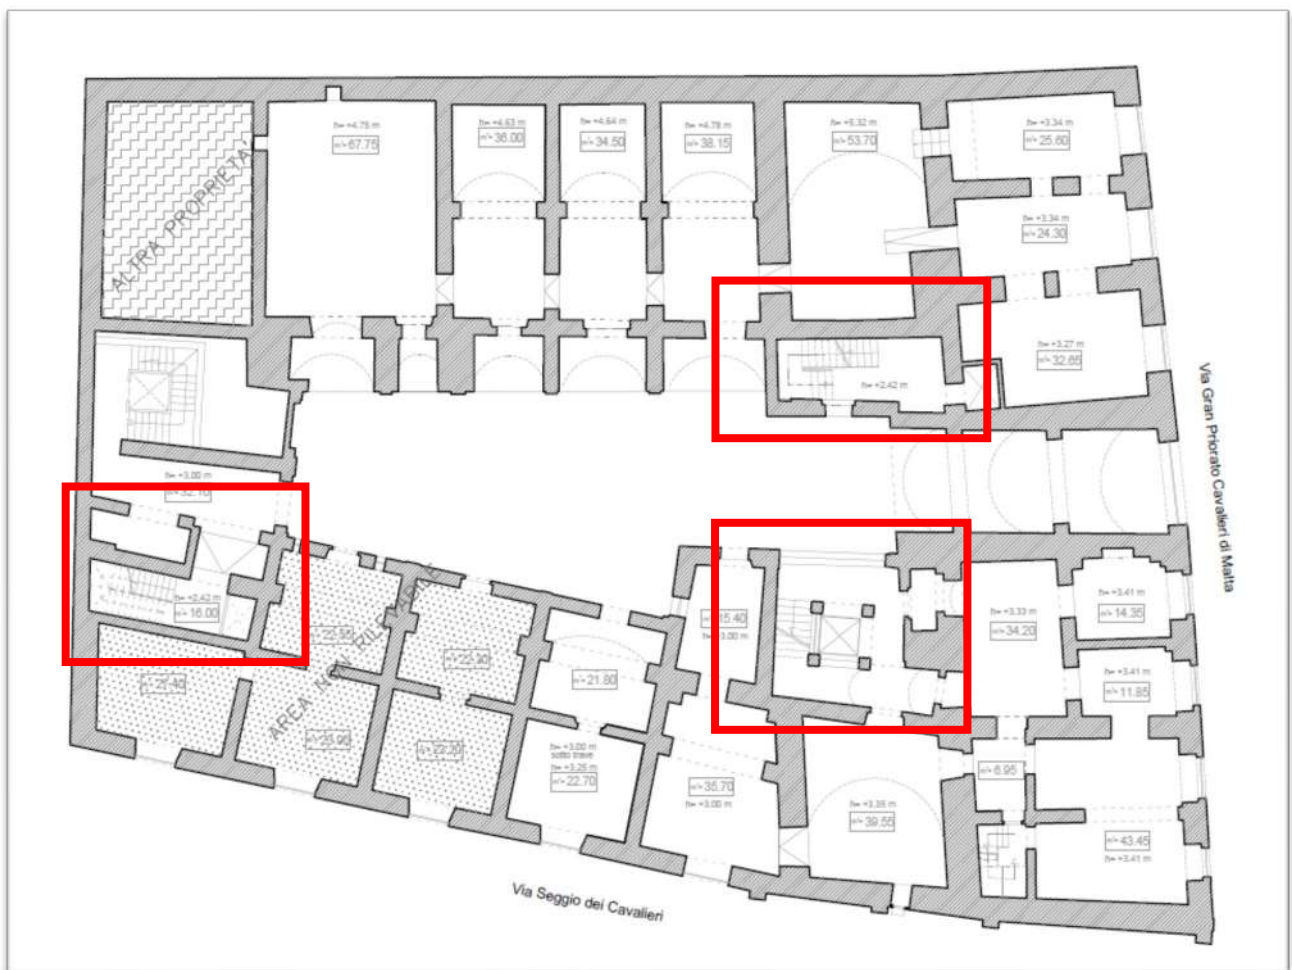 ALTRA PROPRIETA'
h= +4.75 m
m²= 67.75
h= +4.63 m
m²= 36.00
h= +4.64 m
m²= 34.50
h= +4.78 m
m²= 38.15
h= +5.32 m
m²= 53.70
h= +3.34 m
m²= 25.60
h= +3.34 m
m²= 24.30
h= +3.27 m
m²= 32.65
h= +2.42 m
Via Gran Priorato Cavalieri di Malta
h= +3.00 m
m²= 32.10
h= +2.42 m
m²= 16.00
AREA NON RILEVABILE
m²= 21.80
h= +3.00 m
sotto trave
h= +3.25 m
m²= 22.70
15.40
+3.00 m
m²= 35.70
h= +3.00 m
h= +3.35 m
m²= 39.55
h= +3.33 m
m²= 34.20
h= +3.41 m
m²= 14.35
h= +3.41 m
m²= 11.85
m²= 6.95
m²= 43.45
h= +3.41 m
Via Seggio dei Cavalieri